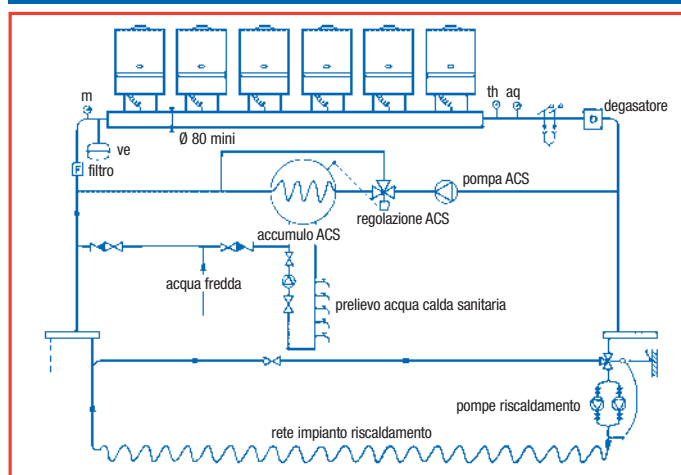 m
th aq
degasatore
Ø 80 mini
ve
F
filtro
pompa ACS
regolazione ACS
accumulo ACS
acqua fredda
prelievo acqua calda sanitaria
pompe riscaldamento
rete impianto riscaldamento